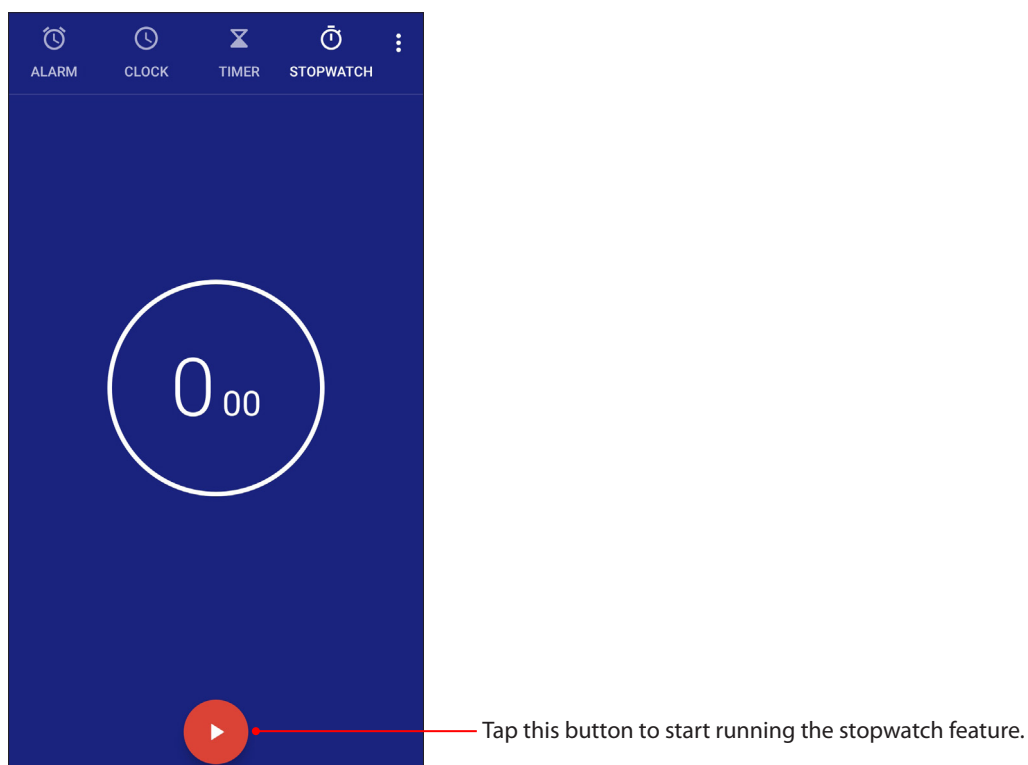 ALARM CLOCK TIMER STOPWATCH
0 00
Tap this button to start running the stopwatch feature.